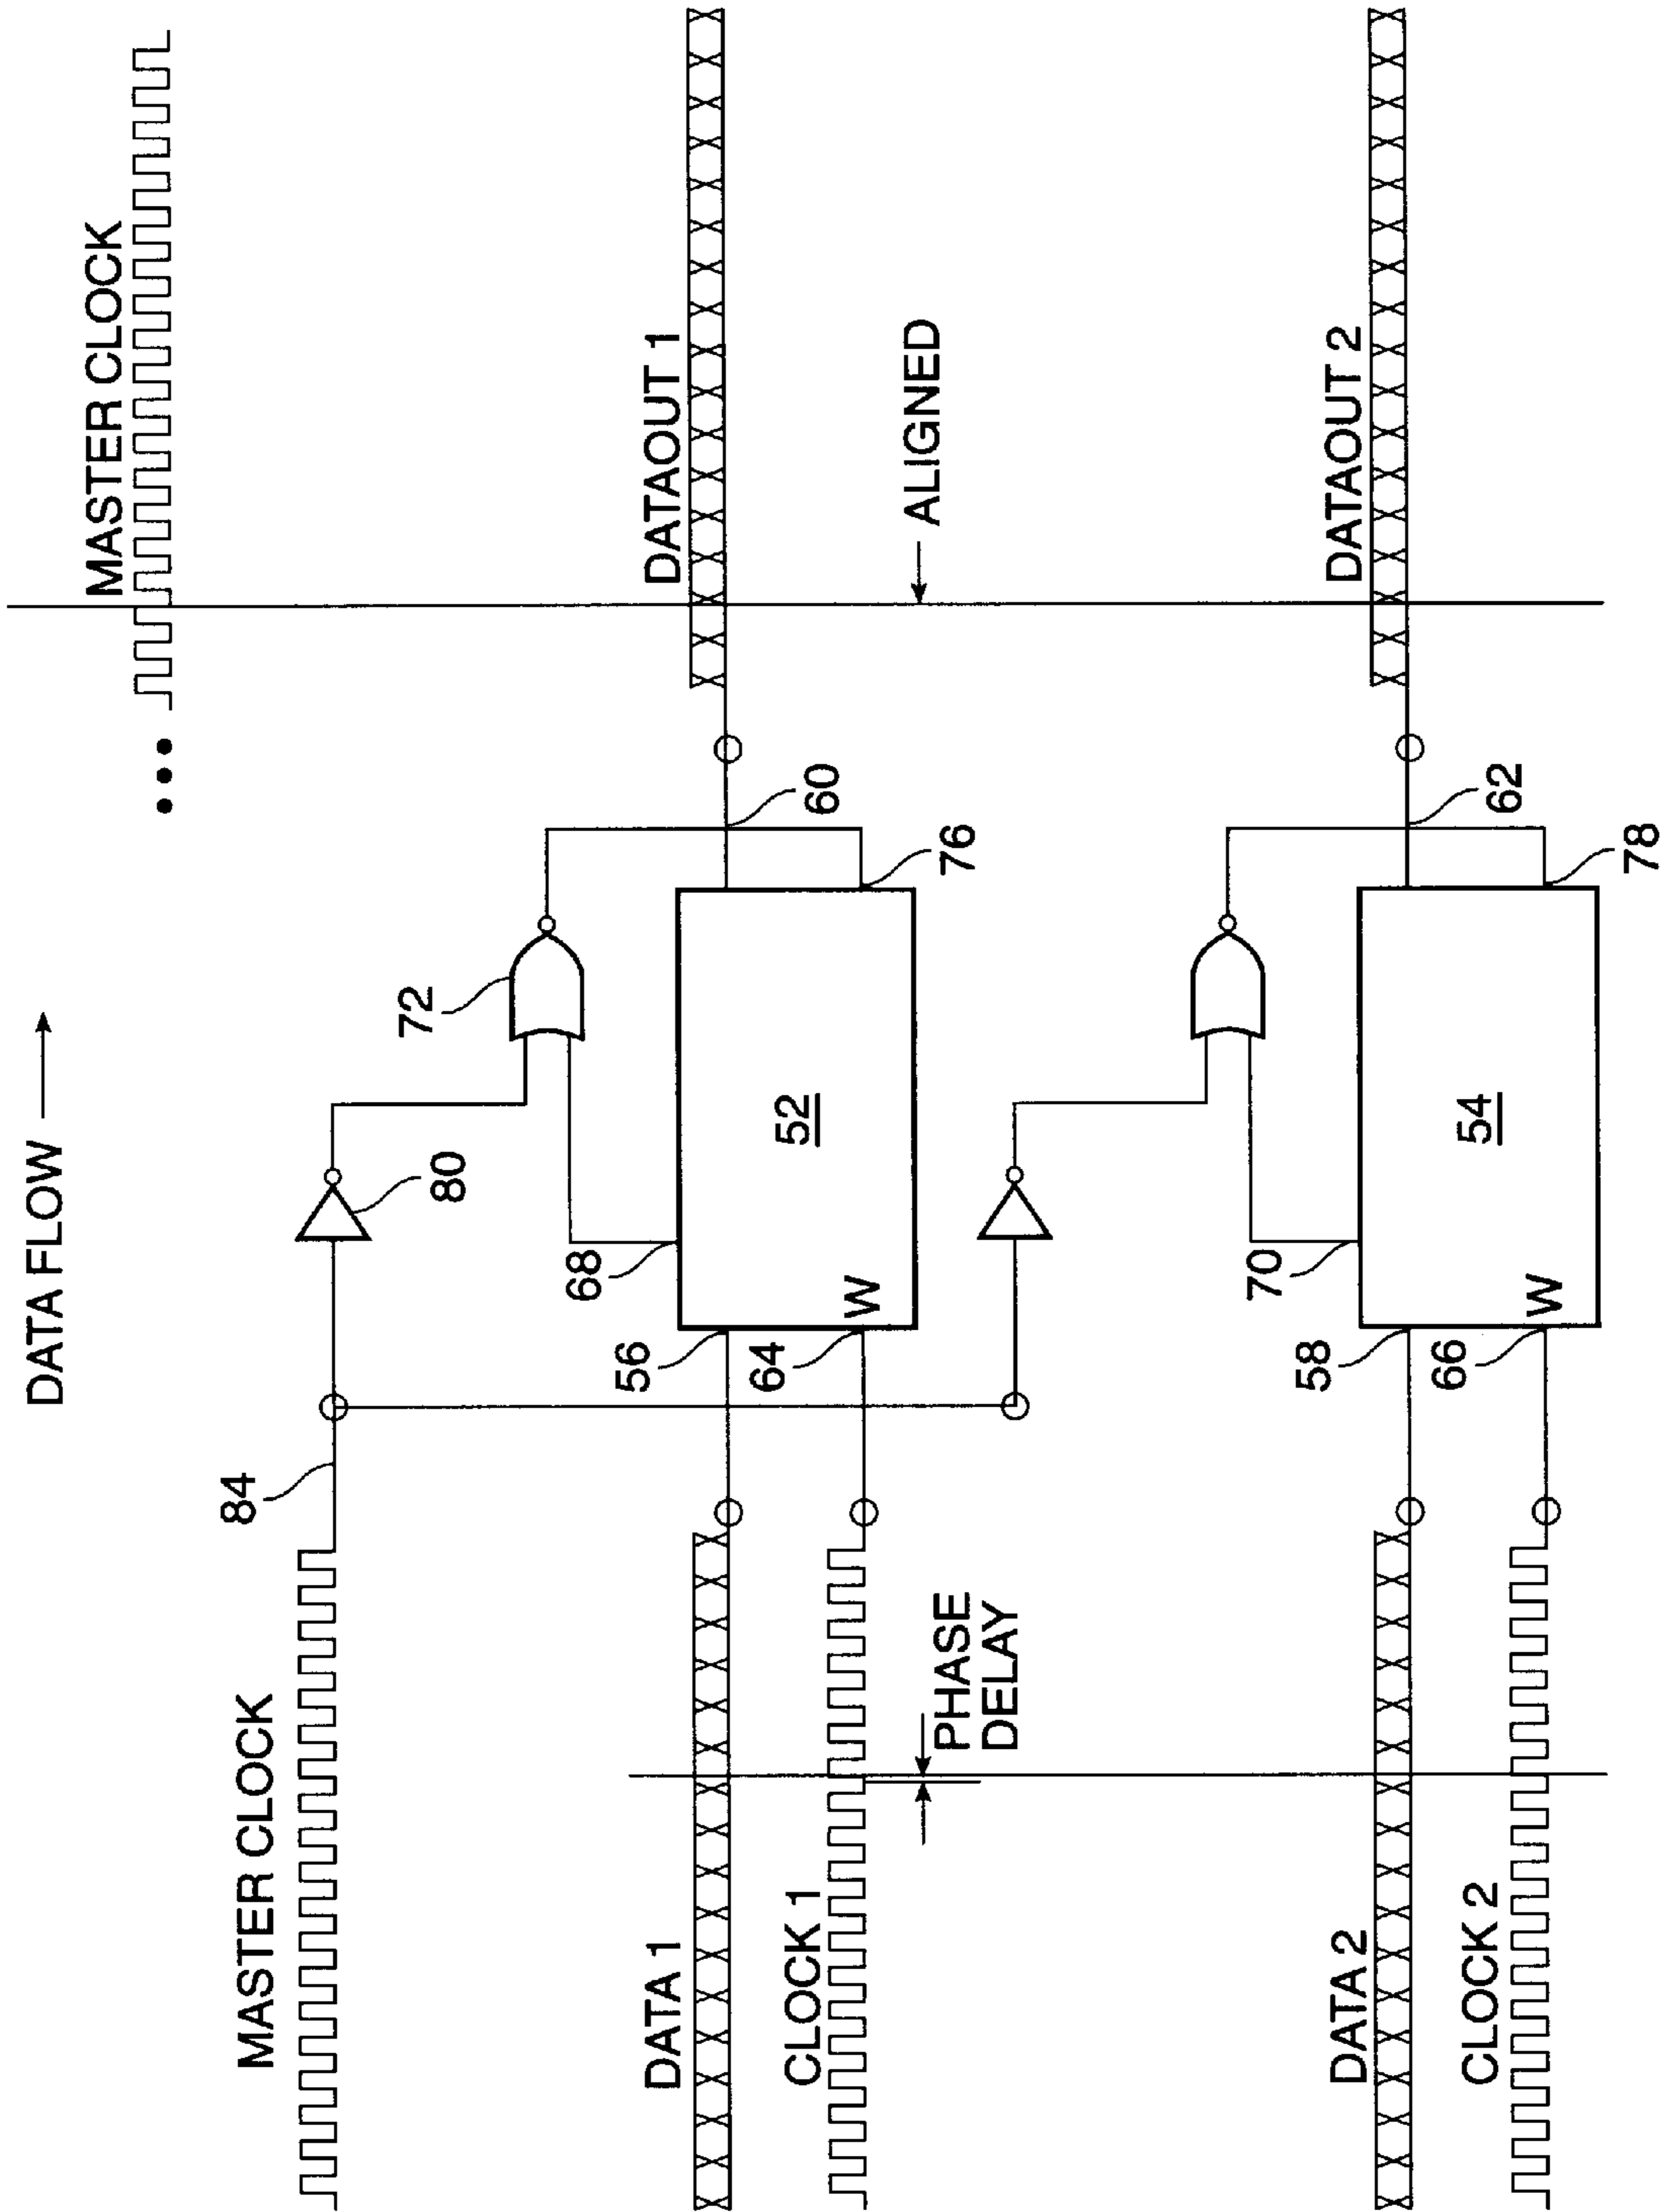 DATA FLOW
MASTER CLOCK
84
80
72
MASTER CLOCK
DATA 1
56
68
52
60
DATAOUT 1
CLOCK 1
64
W
76
PHASE
DELAY
ALIGNED
DATA 2
58
70
54
62
DATAOUT 2
CLOCK 2
66
W
78